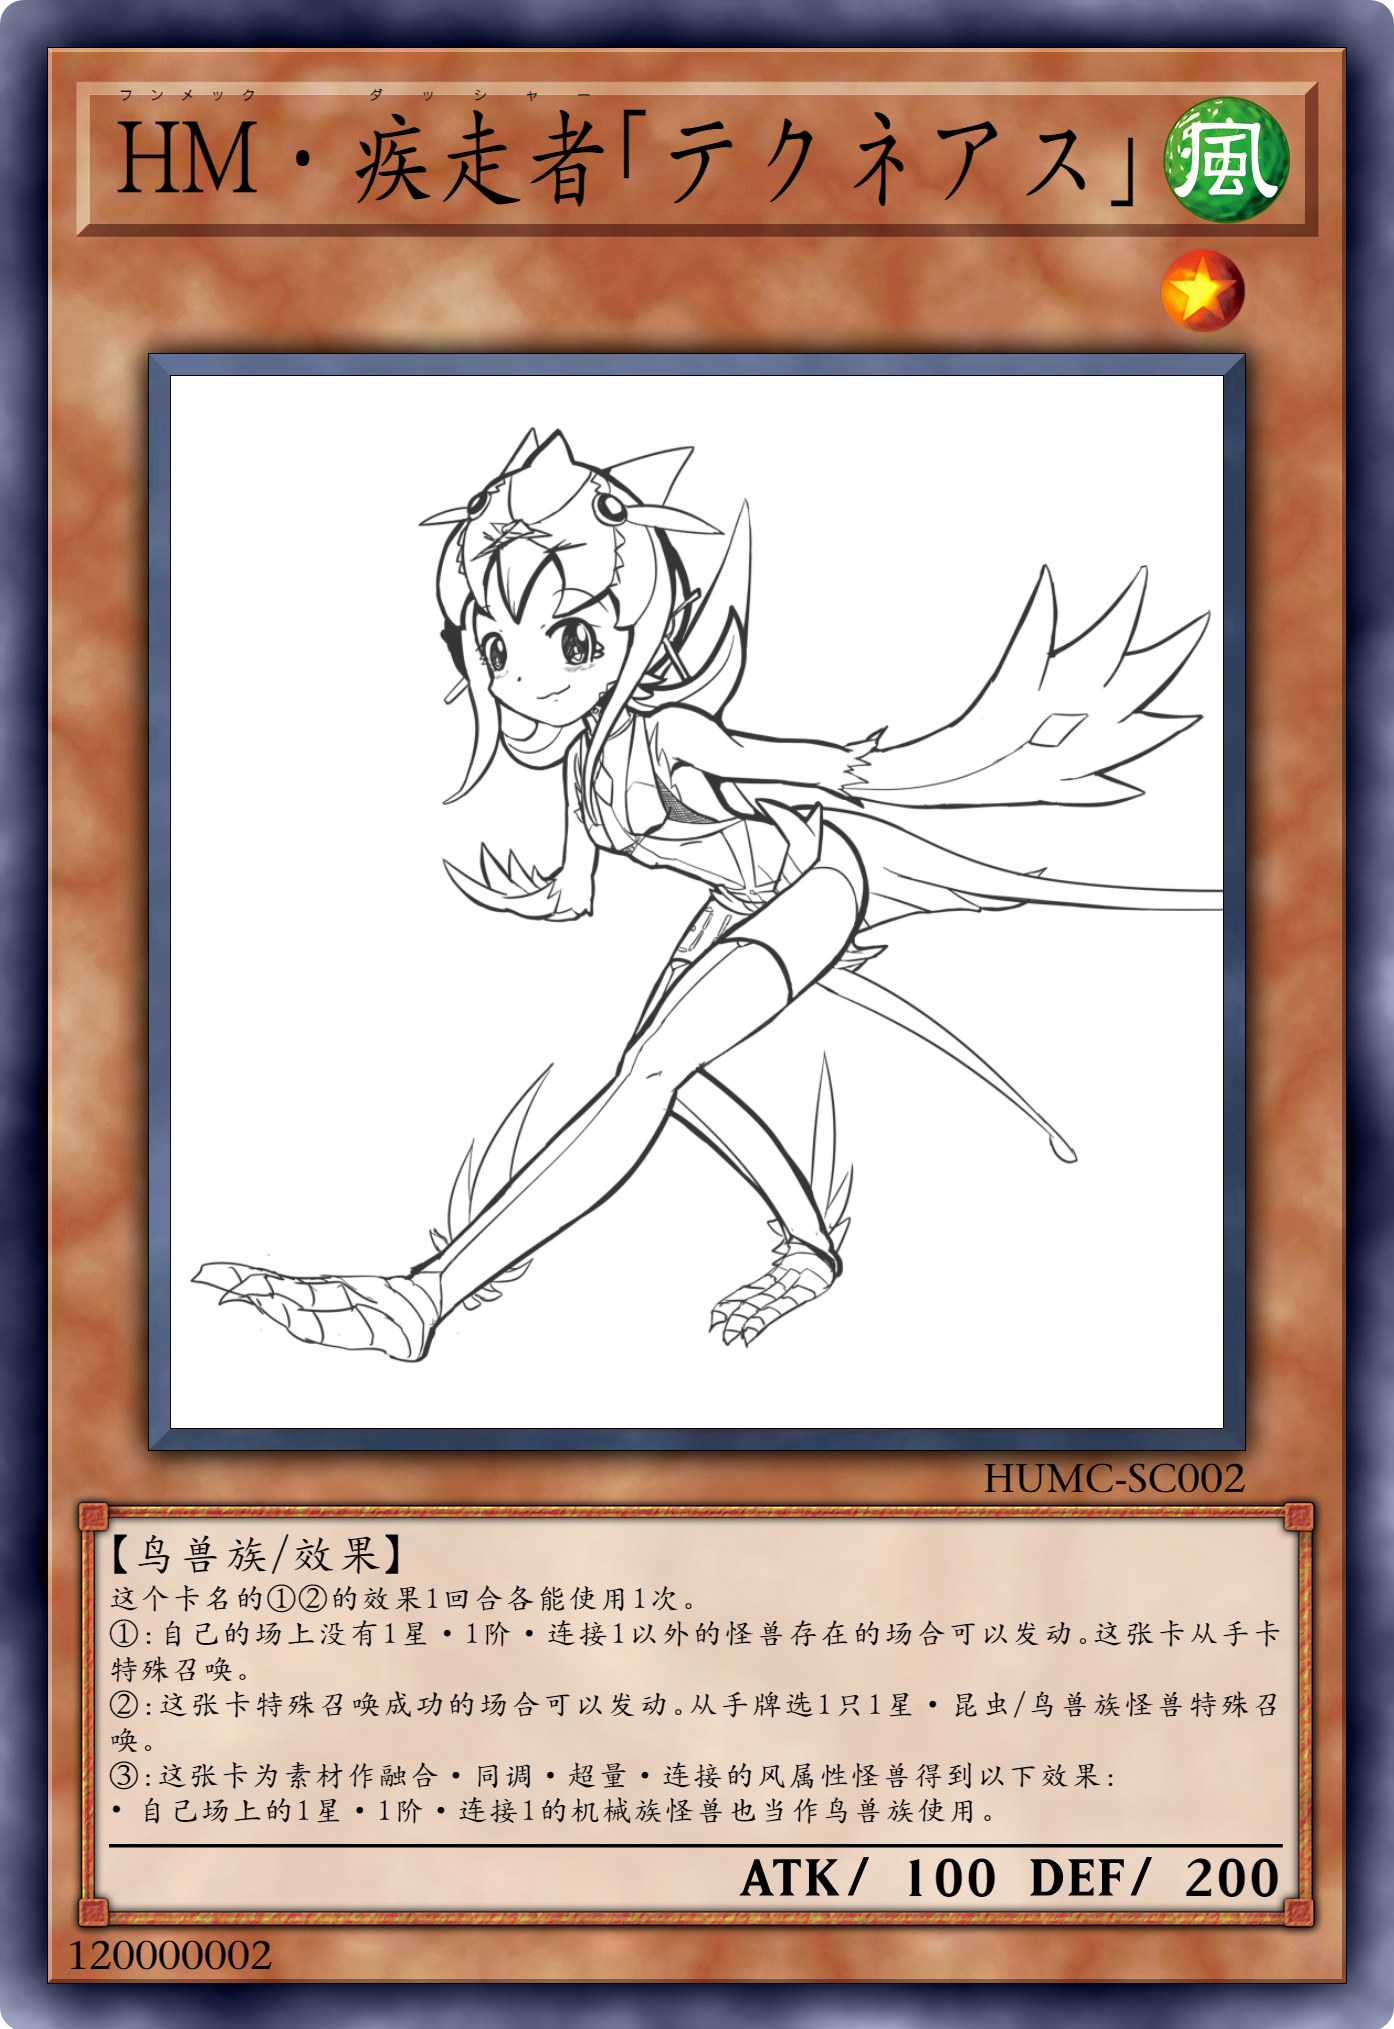 フンメック ダッシャー
HM・疾走者「テクネアス」
風
HUMC-SC002
【鸟兽族/效果】
这个卡名的①②的效果1回合各能使用1次。
①:自己的场上没有1星·1阶·连接1以外的怪兽存在的场合可以发动。这张卡从手卡
特殊召唤。
②:这张卡特殊召唤成功的场合可以发动。从手牌选1只1星·昆虫/鸟兽族怪兽特殊召
唤。
③:这张卡为素材作融合·同调·超量·连接的风属性怪兽得到以下效果:
· 自己场上的1星·1阶·连接1的机械族怪兽也当作鸟兽族使用。
ATK/ 100 DEF/ 200
120000002